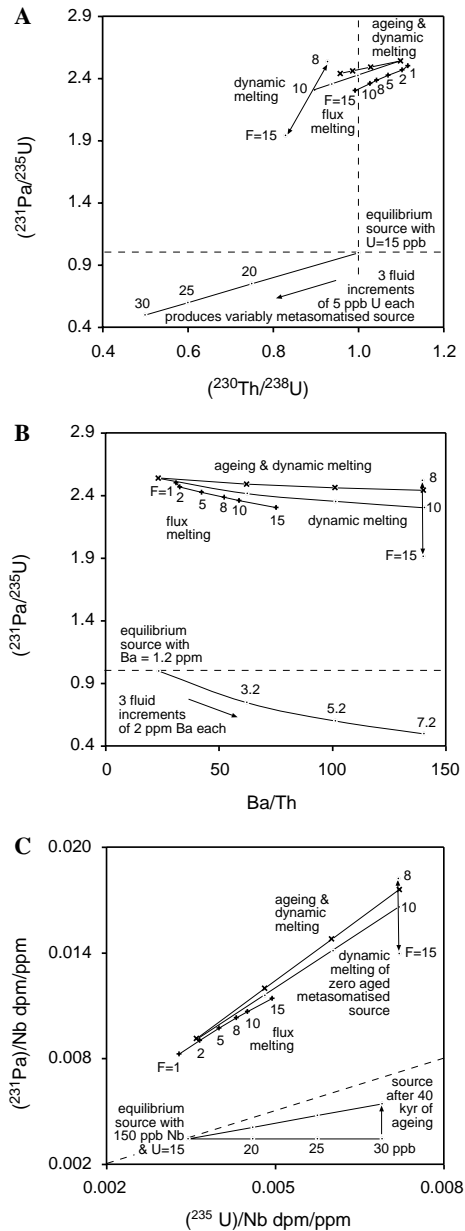 A
2.9
2.4
1.9
1.4
0.9
0.4
(231Pa/235U)
ageing &
dynamic
melting
8
dynamic
melting
10
F=15
F=15
10
8
5
2
1
flux
melting
equilibrium
source with
U=15 ppb
20
25
30
3 fluid
increments
of 5 ppb U each
produces variably metasomatised source
0.4
0.6
0.8
1.0
1.2
(230Th/238U)
B
2.9
2.4
1.9
1.4
0.9
0.4
(231Pa/235U)
ageing & dynamic melting
8
F=1
2
5
8
10
15
10
flux
melting
dynamic melting
F=15
equilibrium
source with
Ba = 1.2 ppm
3.2
5.2
7.2
3 fluid
increments
of 2 ppm Ba each
0
50
100
150
Ba/Th
C
0.020
0.014
0.008
0.002
(231Pa)/Nb dpm/ppm
8
ageing &
dynamic
melting
10
dynamic
melting of
zero aged
metasomatised
source
F=15
15
10
8
5
2
F=1
flux
melting
equilibrium
source with
150 ppb Nb
& U=15
source
after 40
kyr of
ageing
20
25
30 ppb
0.002
0.005
0.008
(235 U)/Nb dpm/ppm